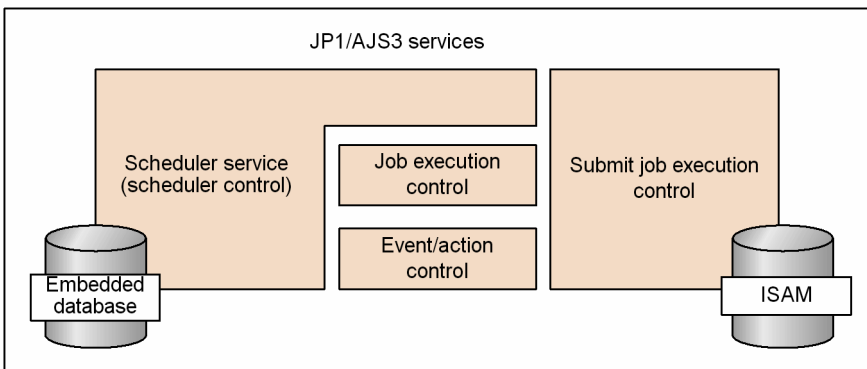 JP1/AJS3 services
Scheduler service
(scheduler control)
Job execution
control
Event/action
control
Submit job execution
control
Embedded
database
ISAM